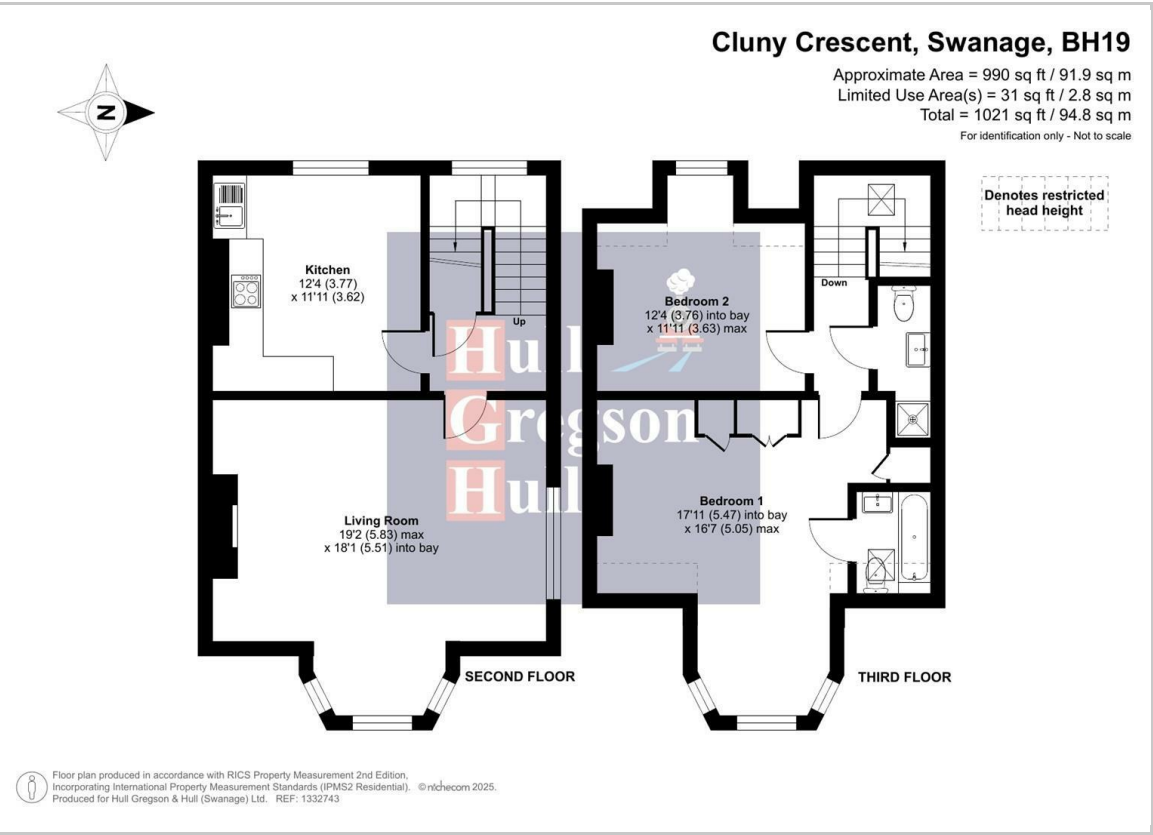 Cluny Crescent, Swanage, BH19
Approximate Area = 990 sq ft / 91.9 sq m
Limited Use Area(s) = 31 sq ft / 2.8 sq m
Total = 1021 sq ft / 94.8 sq m
For identification only - Not to scale
N
Denotes restricted
head height
Kitchen
12'4 (3.77)
x 11'11 (3.62)
Up
Bedroom 2
12'4 (3.76) into bay
x 11'11 (3.63) max
Down
Hull
Gregson
Hull
Living Room
19'2 (5.83) max
x 18'1 (5.51) into bay
Bedroom 1
17'11 (5.47) into bay
x 16'7 (5.05) max
SECOND FLOOR
THIRD FLOOR
Floor plan produced in accordance with RICS Property Measurement 2nd Edition,
Incorporating International Property Measurement Standards (IPMS2 Residential). © nichecom 2025.
Produced for Hull Gregson & Hull (Swanage) Ltd. REF: 1332743